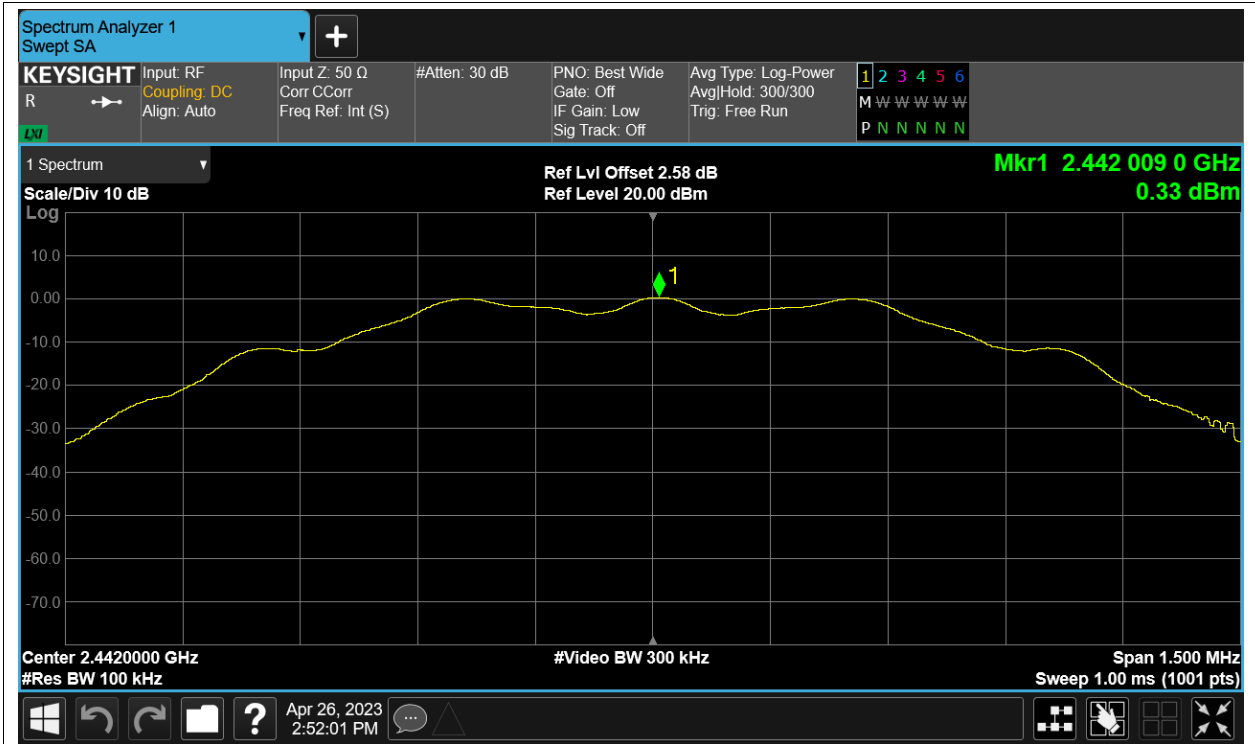 Spectrum Analyzer 1
Swept SA
+
KEYSIGHT
R
LXI
Input: RF
Coupling: DC
Align: Auto
Input Z: 50 Ω
Corr CCorr
Freq Ref: Int (S)
#Atten: 30 dB
PNO: Best Wide
Gate: Off
IF Gain: Low
Sig Track: Off
Avg Type: Log-Power
Avg|Hold: 300/300
Trig: Free Run
1 2 3 4 5 6
M W W W W W
P N N N N N
1 Spectrum
Scale/Div 10 dB
Log
Ref Lvl Offset 2.58 dB
Ref Level 20.00 dBm
Mkr1 2.442 009 0 GHz
0.33 dBm
1
10.0
0.00
-10.0
-20.0
-30.0
-40.0
-50.0
-60.0
-70.0
Center 2.4420000 GHz
#Video BW 300 kHz
Span 1.500 MHz
#Res BW 100 kHz
Sweep 1.00 ms (1001 pts)
?
Apr 26, 2023
2:52:01 PM